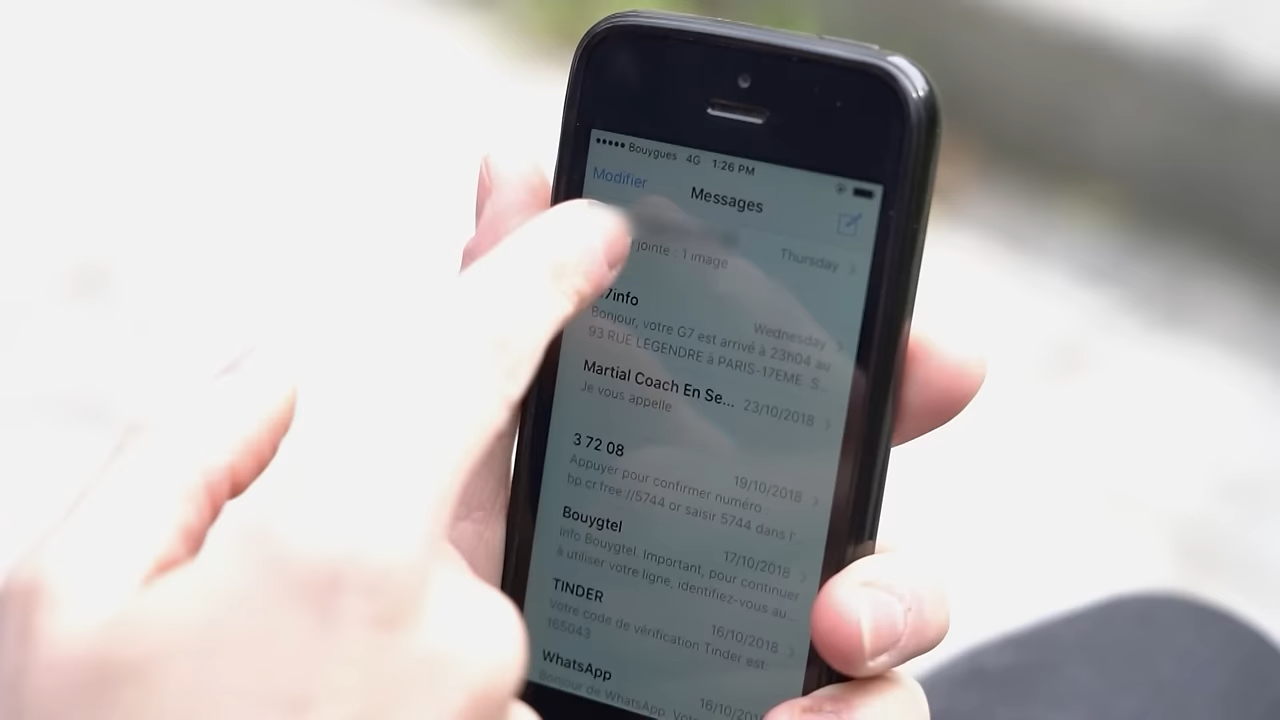 Bouygues 4G 1:26 PM
Modifier
Messages
Thursday
jointe : 1 image
7info
Wednesday
Bonjour, votre G7 est arrivé à 23h04 au
93 RUE LEGENDRE à PARIS-17EME S...
Martial Coach En Se... 23/10/2018
Je vous appelle
3 72 08
19/10/2018
Appuyer pour confirmer numéro
bp.cr.free.//5744 or saisir 5744 dans l'
Bouygtel
17/10/2018
Info Bouygtel. Important, pour continuer
à utiliser votre ligne, identifiez-vous au...
TINDER
16/10/2018
votre code de vérification Tinder est
165043
WhatsApp
16/10/201
Bonjour de WhatsApp. Votr